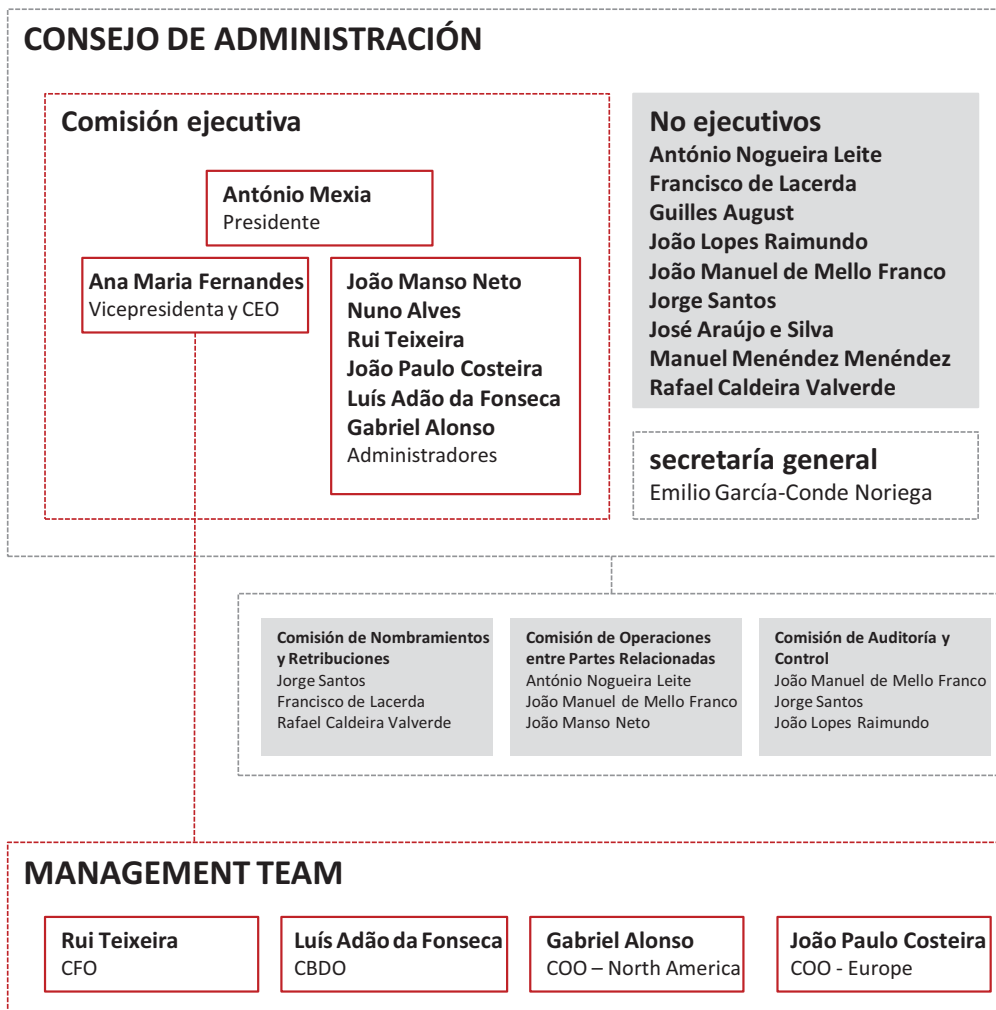 CONSEJO DE ADMINISTRACIÓN
Comisión ejecutiva
António Mexia
Presidente
Ana Maria Fernandes
Vicepresidenta y CEO
João Manso Neto
Nuno Alves
Rui Teixeira
João Paulo Costeira
Luís Adão da Fonseca
Gabriel Alonso
Administradores
No ejecutivos
António Nogueira Leite
Francisco de Lacerda
Guilles August
João Lopes Raimundo
João Manuel de Mello Franco
Jorge Santos
José Araújo e Silva
Manuel Menéndez Menéndez
Rafael Caldeira Valverde
secretaría general
Emilio García-Conde Noriega
Comisión de Nombramientos
y Retribuciones
Jorge Santos
Francisco de Lacerda
Rafael Caldeira Valverde
Comisión de Operaciones
entre Partes Relacionadas
António Nogueira Leite
João Manuel de Mello Franco
João Manso Neto
Comisión de Auditoría y
Control
João Manuel de Mello Franco
Jorge Santos
João Lopes Raimundo
MANAGEMENT TEAM
Rui Teixeira
CFO
Luís Adão da Fonseca
CBDO
Gabriel Alonso
COO – North America
João Paulo Costeira
COO - Europe